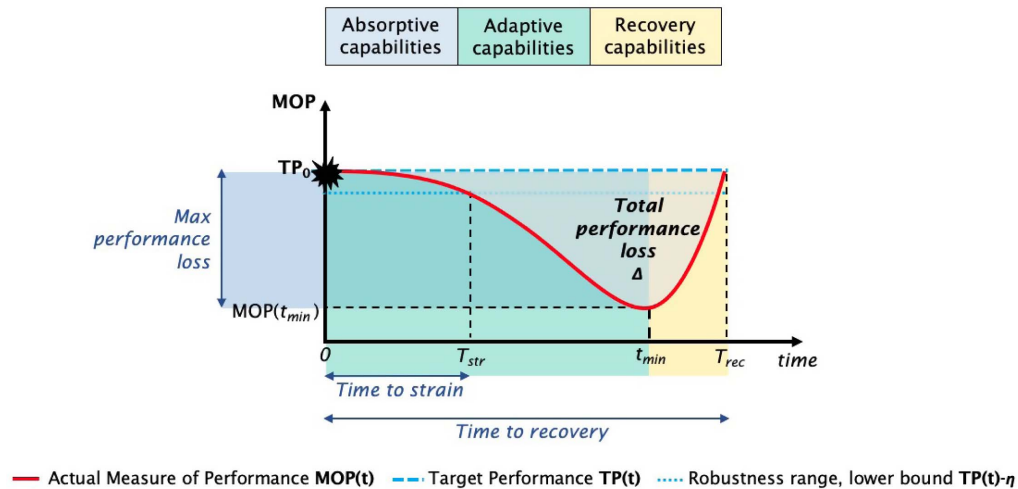 Absorptive capabilities
Adaptive capabilities
Recovery capabilities
MOP
TP₀
Max
performance
loss
Total
performance
loss
Δ
MOP(tmin)
0
Tstr
tmin
Trec
time
Time to strain
Time to recovery
Actual Measure of Performance MOP(t)
Target Performance TP(t)
Robustness range, lower bound TP(t)-η